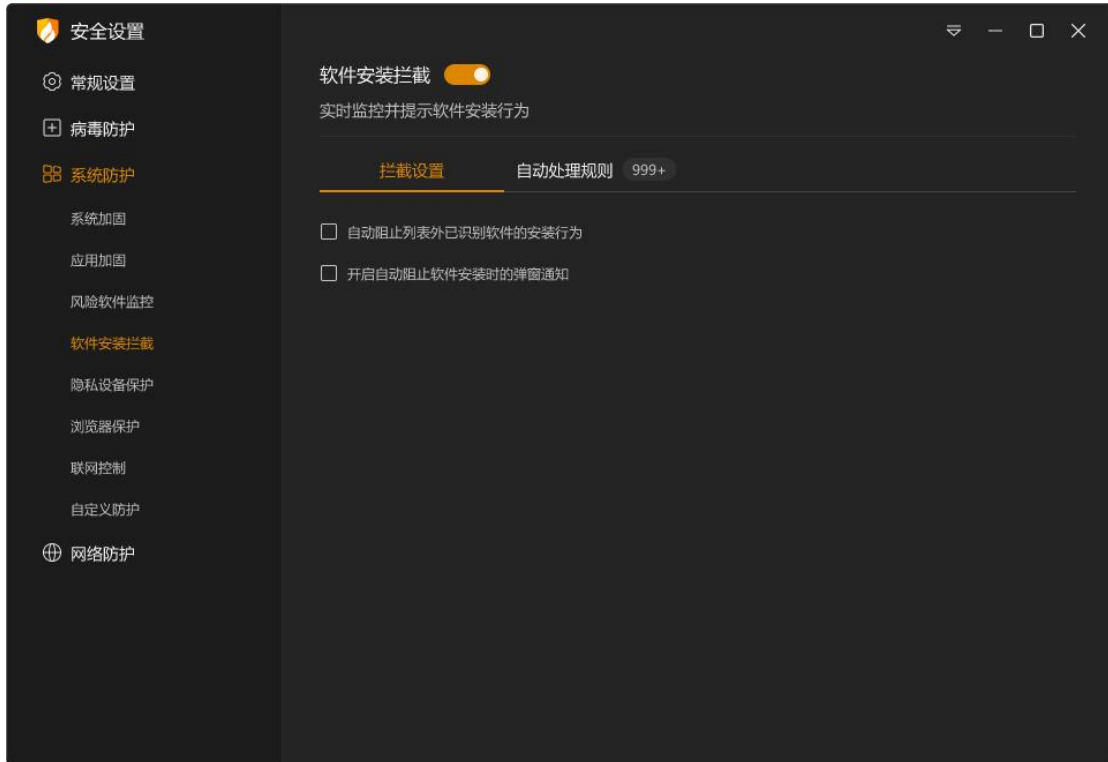 安全设置
常规设置
病毒防护
系统防护
系统加固
应用加固
风险软件监控
软件安装拦截
隐私设备保护
浏览器保护
联网控制
自定义防护
网络防护
软件安装拦截
实时监控并提示软件安装行为
拦截设置 自动处理规则 999+
自动阻止列表外已识别软件的安装行为
开启自动阻止软件安装时的弹窗通知